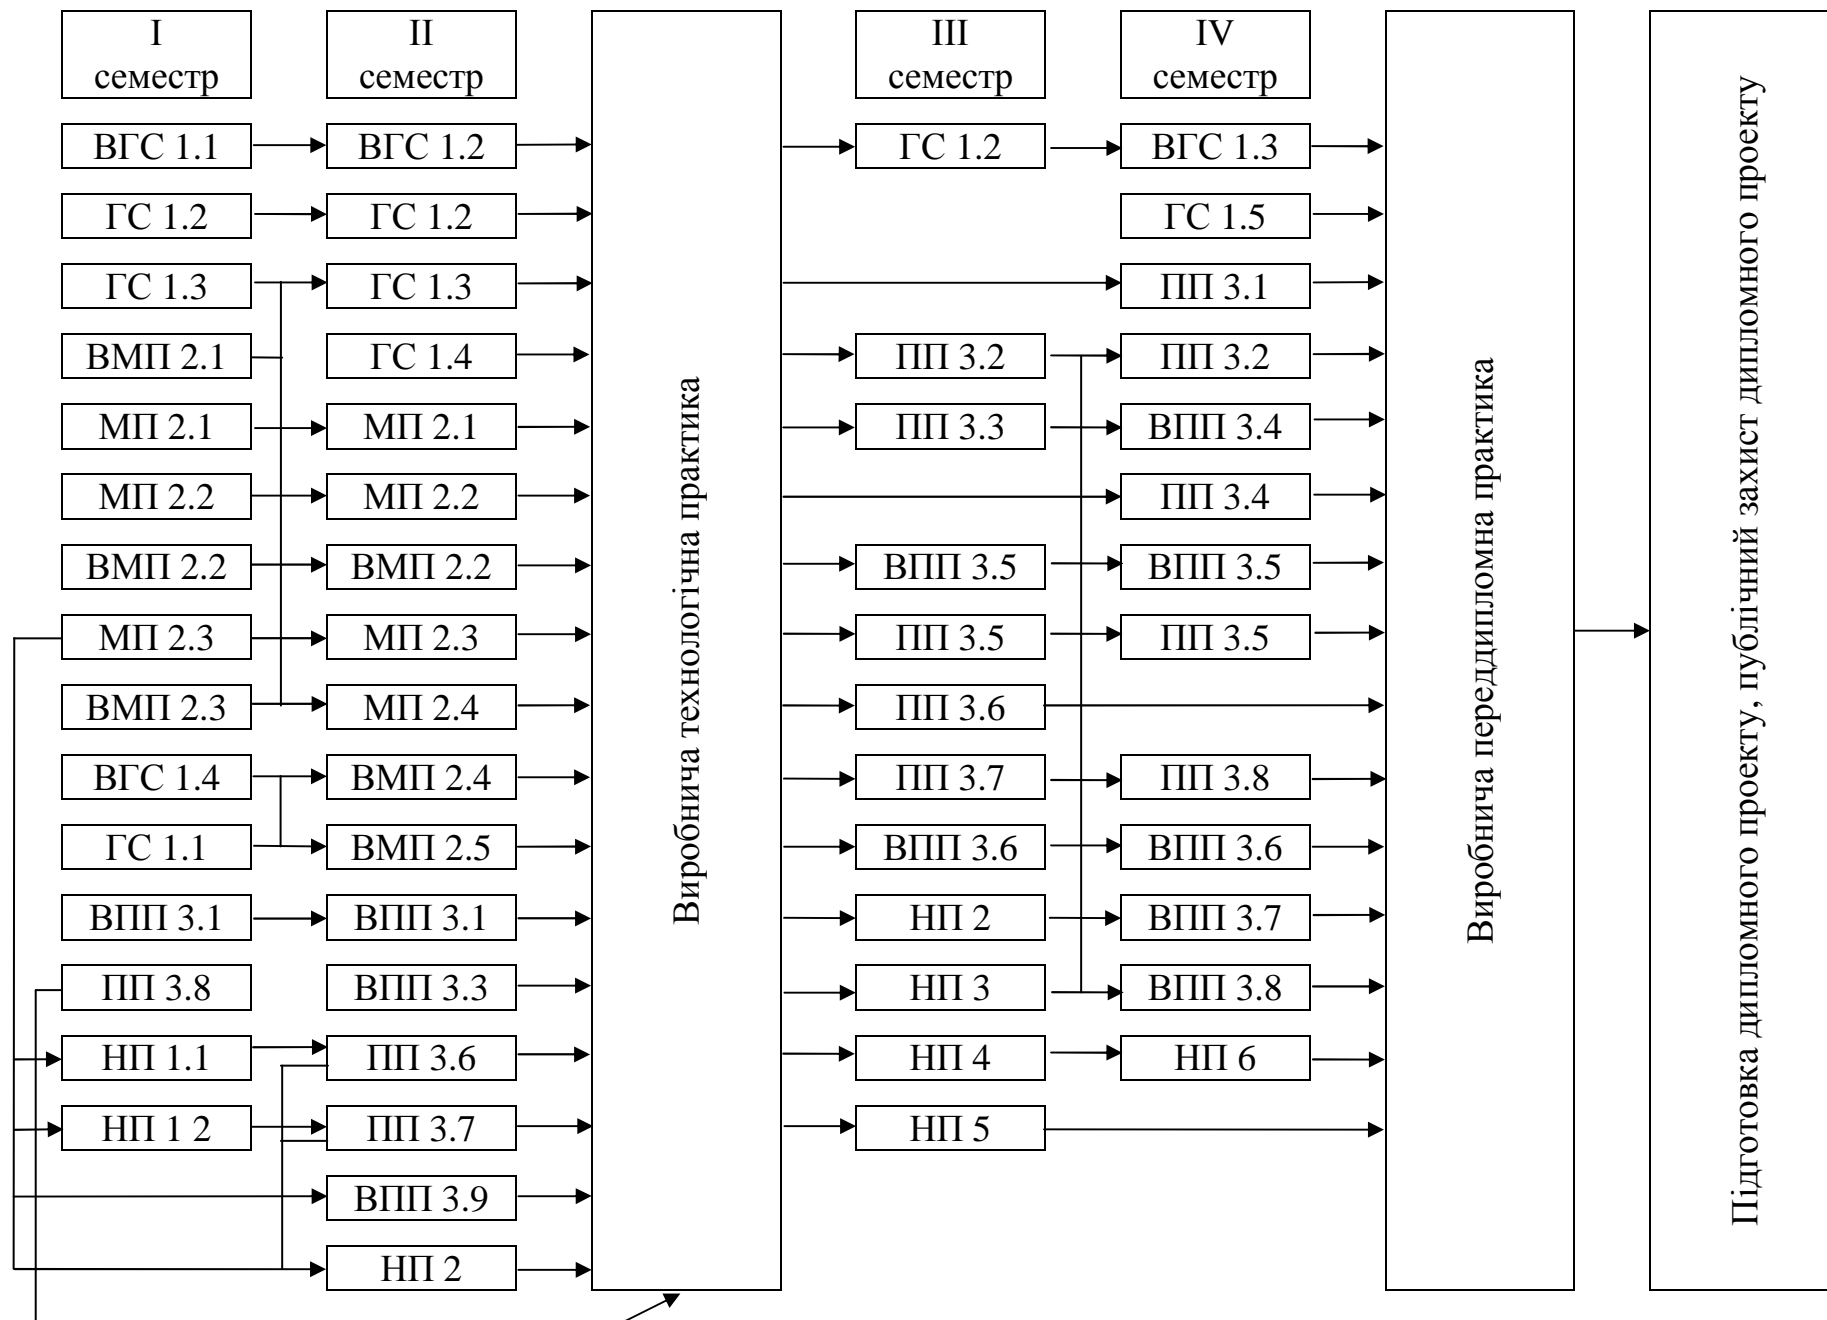 I
семестр
II
семестр
III
семестр
IV
семестр
ВГС 1.1
ВГС 1.2
ГС 1.2
ВГС 1.3
ГС 1.2
ГС 1.2
ГС 1.5
ГС 1.3
ГС 1.3
ПП 3.1
ВМП 2.1
ГС 1.4
ПП 3.2
ПП 3.2
МП 2.1
МП 2.1
ПП 3.3
ВПП 3.4
МП 2.2
МП 2.2
ПП 3.4
ВМП 2.2
ВМП 2.2
ВПП 3.5
ВПП 3.5
МП 2.3
МП 2.3
ПП 3.5
ПП 3.5
ВМП 2.3
МП 2.4
ПП 3.6
ВГС 1.4
ВМП 2.4
ПП 3.7
ПП 3.8
ГС 1.1
ВМП 2.5
ВПП 3.6
ВПП 3.6
ВПП 3.1
ВПП 3.1
НП 2
ВПП 3.7
ПП 3.8
ВПП 3.3
НП 3
ВПП 3.8
НП 1.1
ПП 3.6
НП 4
НП 6
НП 1 2
ПП 3.7
НП 5
ВПП 3.9
НП 2
Виробнича технологічна практика
Виробнича переддипломна практика
Підготовка дипломного проекту, публічний захист дипломного проекту